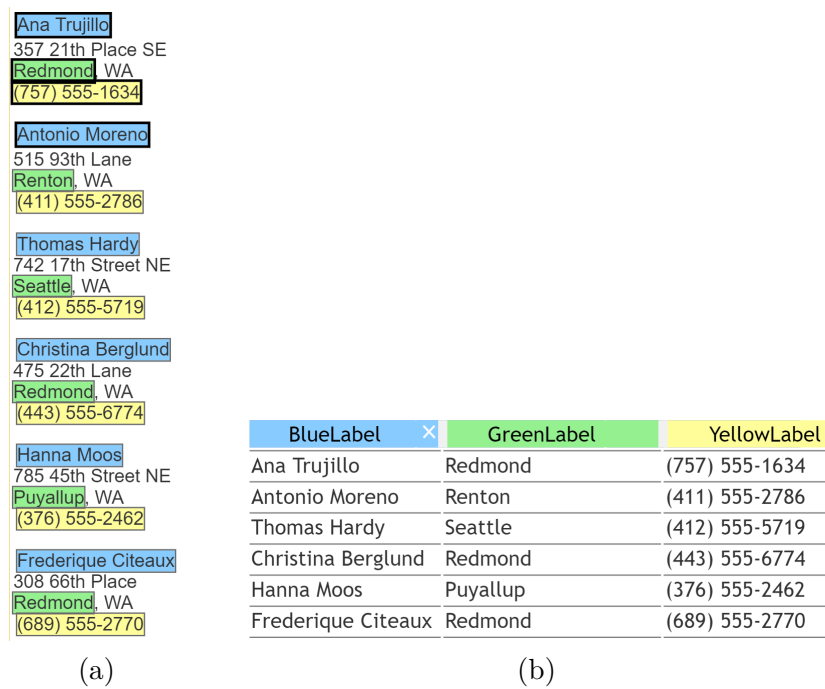 Ana Trujillo
357 21th Place SE
Redmond, WA
(757) 555-1634
Antonio Moreno
515 93th Lane
Renton, WA
(411) 555-2786
Thomas Hardy
742 17th Street NE
Seattle, WA
(412) 555-5719
Christina Berglund
475 22th Lane
Redmond, WA
(443) 555-6774
Hanna Moos
785 45th Street NE
Puyallup, WA
(376) 555-2462
Frederique Citeaux
308 66th Place
Redmond, WA
(689) 555-2770
(a)
BlueLabel × GreenLabel YellowLabel
Ana Trujillo Redmond (757) 555-1634
Antonio Moreno Renton (411) 555-2786
Thomas Hardy Seattle (412) 555-5719
Christina Berglund Redmond (443) 555-6774
Hanna Moos Puyallup (376) 555-2462
Frederique Citeaux Redmond (689) 555-2770
(b)